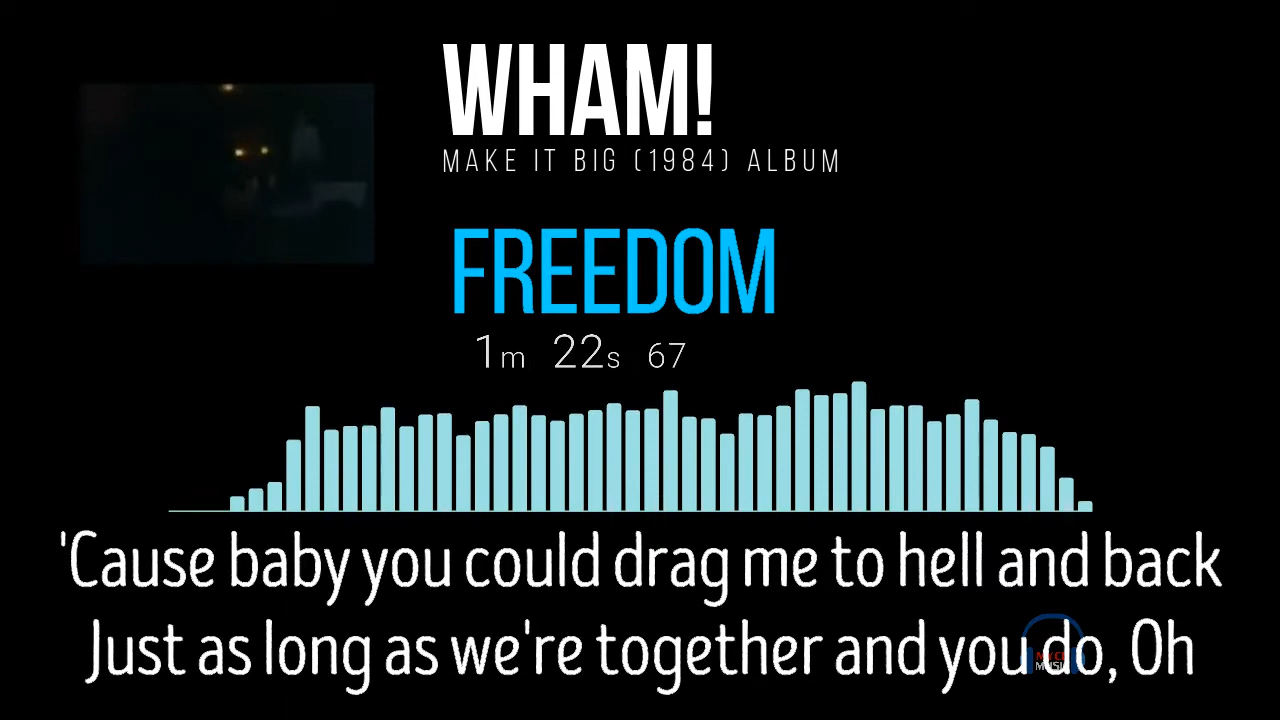 WHAM!
MAKE IT BIG (1984) ALBUM
FREEDOM
1m 22s 67
'Cause baby you could drag me to hell and back
Just as long as we're together and you do, Oh